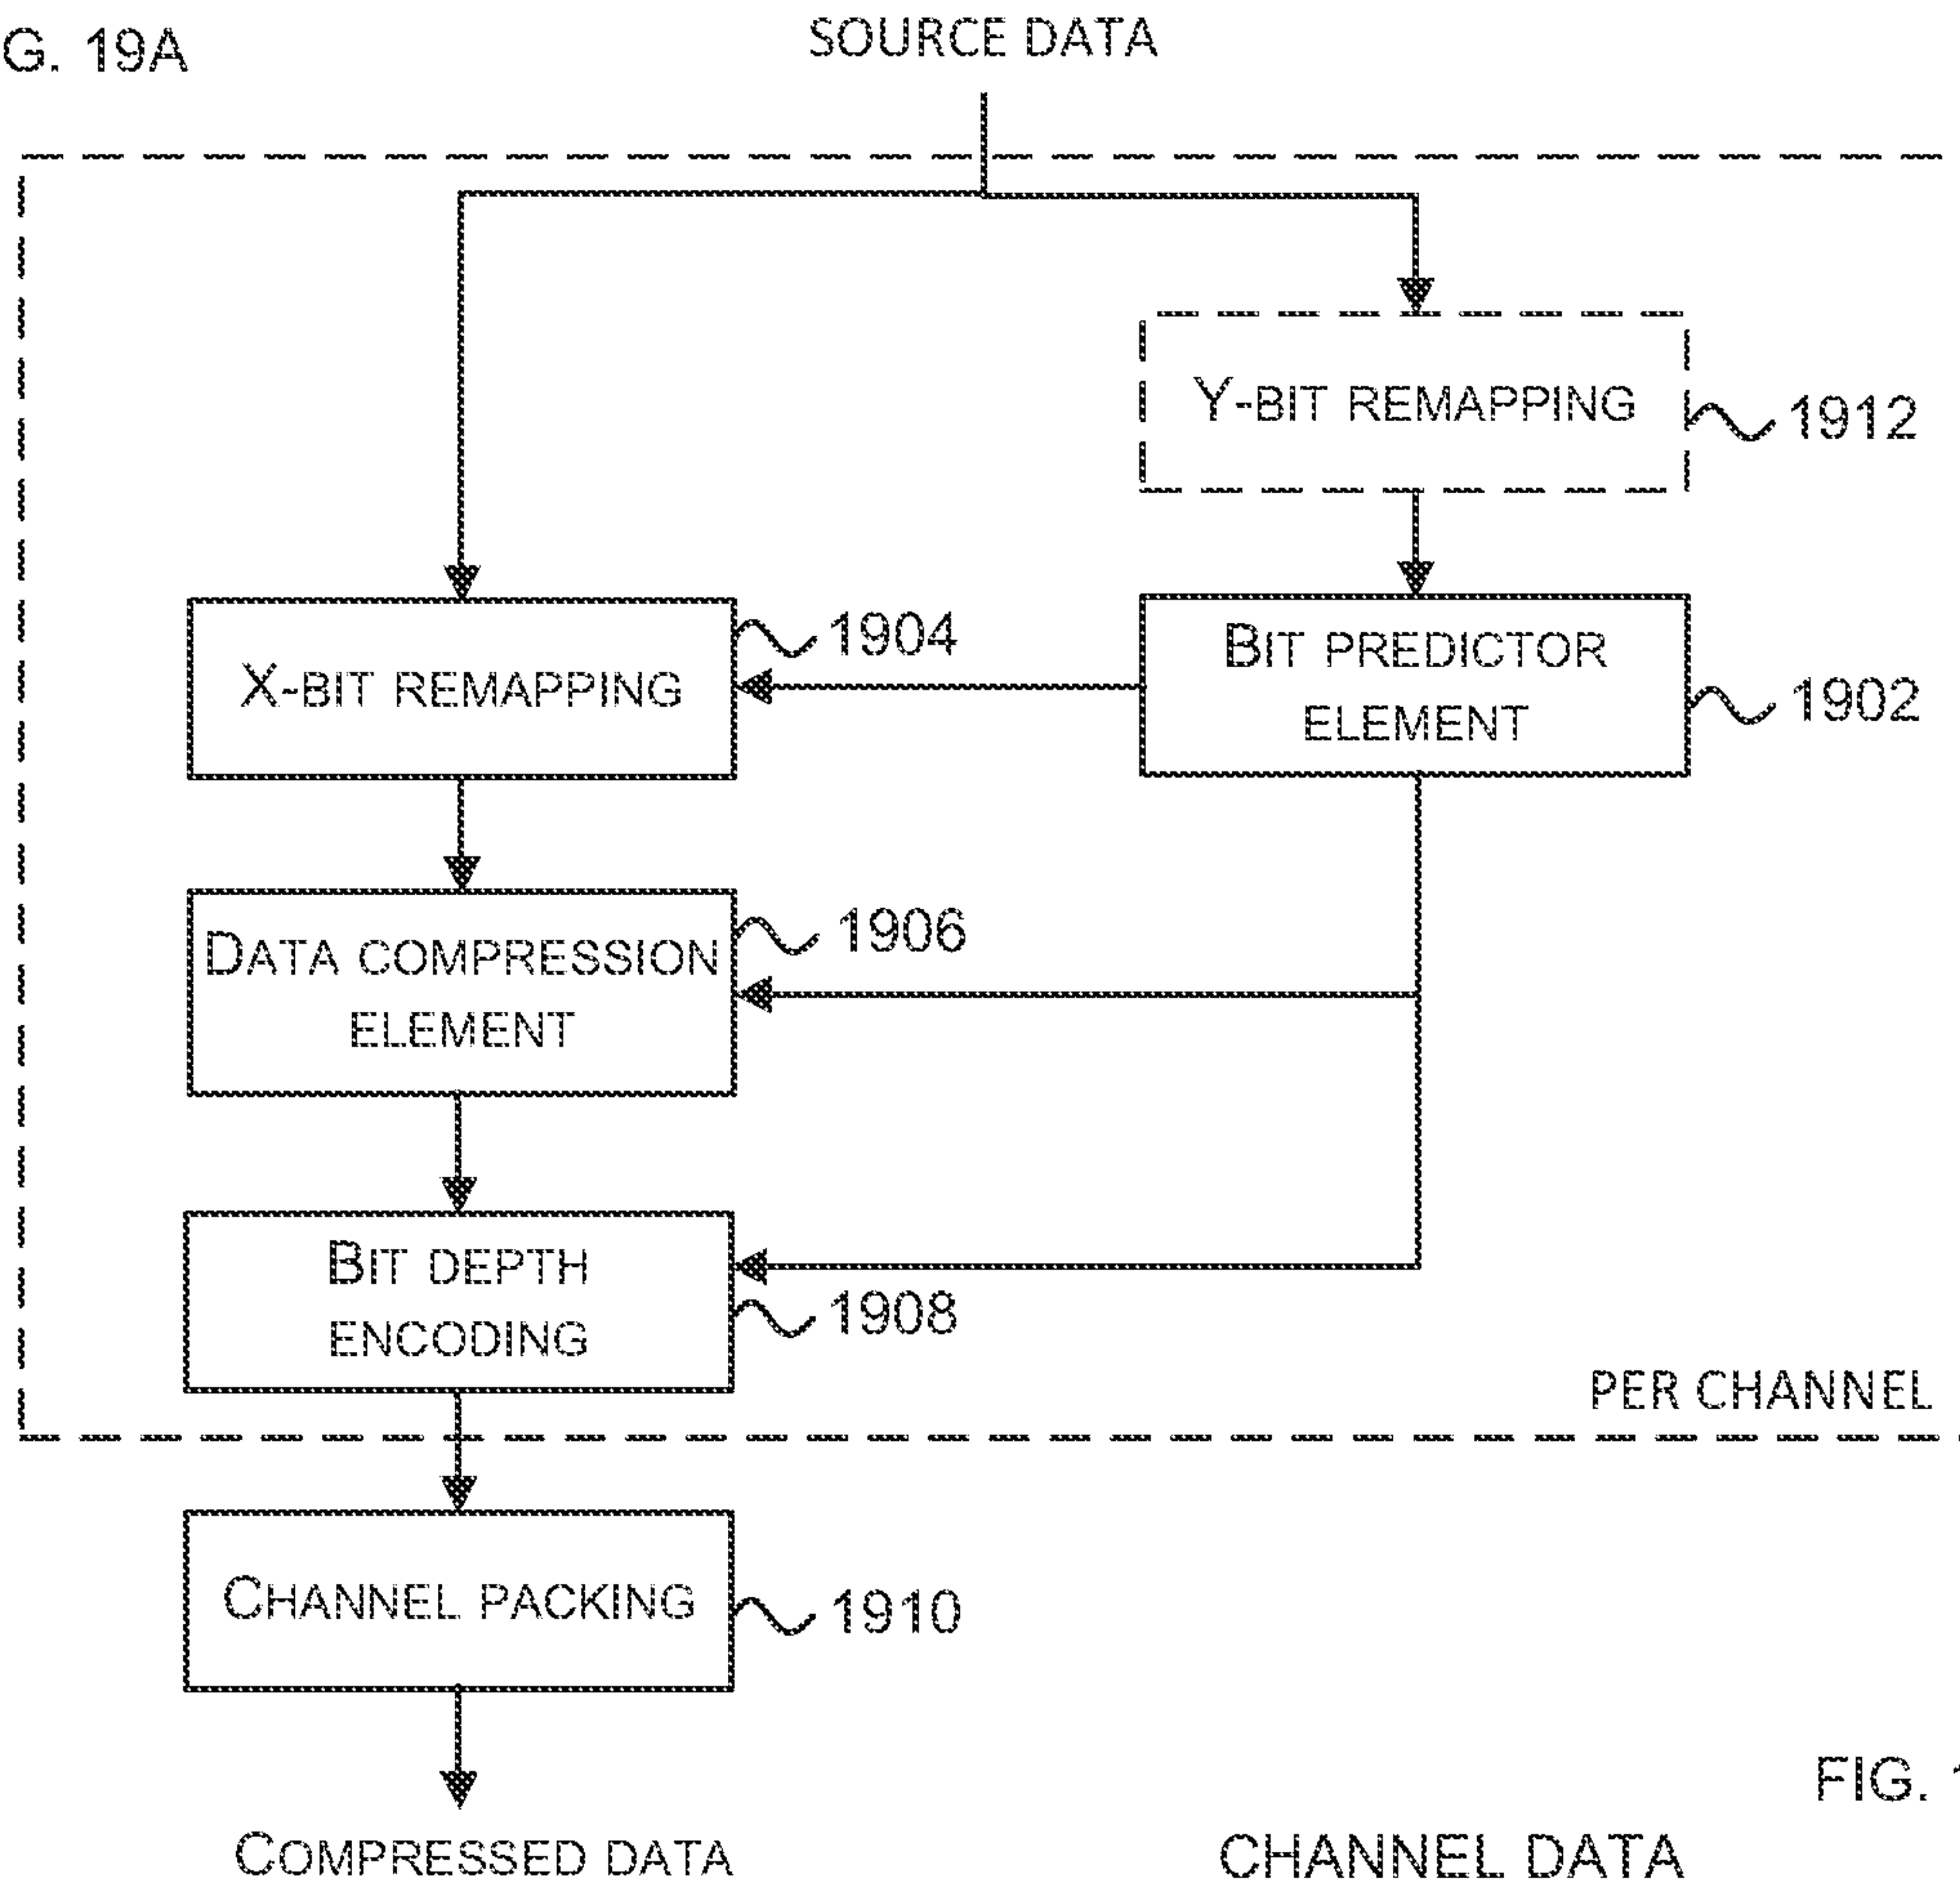 G. 19A
SOURCE DATA
Y-BIT REMAPPING
1912
1904
X-BIT REMAPPING
BIT PREDICTOR
ELEMENT
1902
1906
DATA COMPRESSION
ELEMENT
BIT DEPTH
ENCODING
1908
PER CHANNEL
CHANNEL PACKING
1910
FIG.
COMPRESSED DATA
CHANNEL DATA